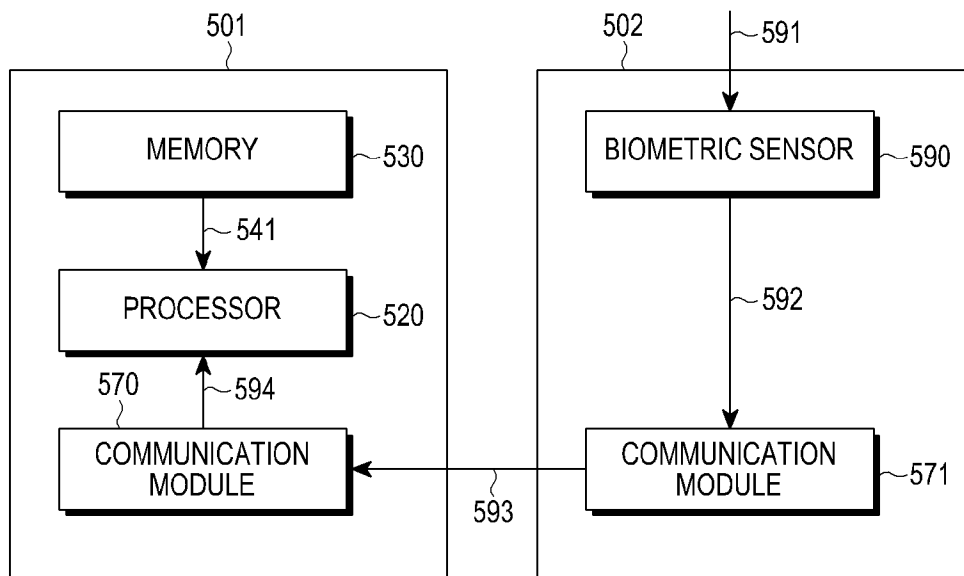 501
502
591
MEMORY
530
BIOMETRIC SENSOR
590
541
PROCESSOR
520
592
570
594
COMMUNICATION
MODULE
593
COMMUNICATION
MODULE
571